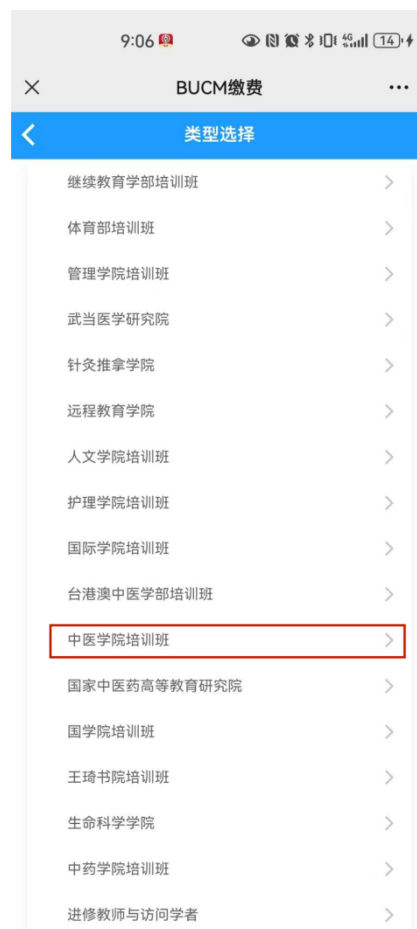 9:06 4G 14
BUCM缴费
类型选择
继续教育学部培训班
体育部培训班
管理学院培训班
武当医学研究院
针灸推拿学院
远程教育学院
人文学院培训班
护理学院培训班
国际学院培训班
台港澳中医学部培训班
中医学院培训班
国家中医药高等教育研究院
国学院培训班
王琦书院培训班
生命科学学院
中药学院培训班
进修教师与访问学者